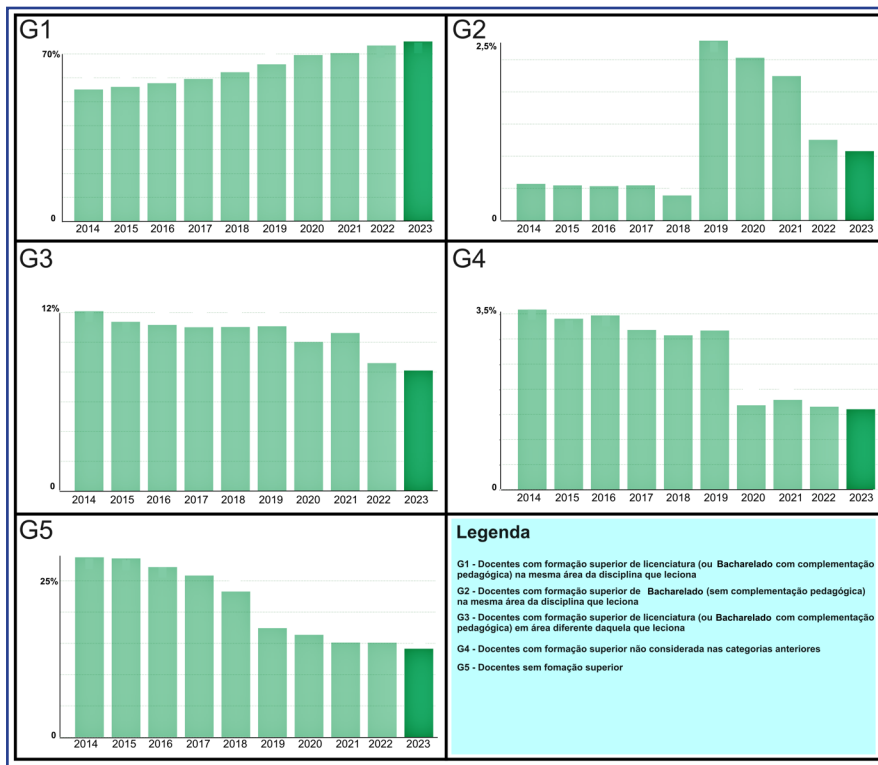 G1
70%
0
2014 2015 2016 2017 2018 2019 2020 2021 2022 2023
G2
2,5%
0
2014 2015 2016 2017 2018 2019 2020 2021 2022 2023
G3
12%
0
2014 2015 2016 2017 2018 2019 2020 2021 2022 2023
G4
3,5%
0
2014 2015 2016 2017 2018 2019 2020 2021 2022 2023
G5
25%
0
2014 2015 2016 2017 2018 2019 2020 2021 2022 2023
Legenda
G1 - Docentes com formação superior de licenciatura (ou Bacharelado com complementação
pedagógica) na mesma área da disciplina que leciona
G2 - Docentes com formação superior de Bacharelado (sem complementação pedagógica)
na mesma área da disciplina que leciona
G3 - Docentes com formação superior de licenciatura (ou Bacharelado com complementação
pedagógica) em área diferente daquela que leciona
G4 - Docentes com formação superior não considerada nas categorias anteriores
G5 - Docentes sem fomação superior